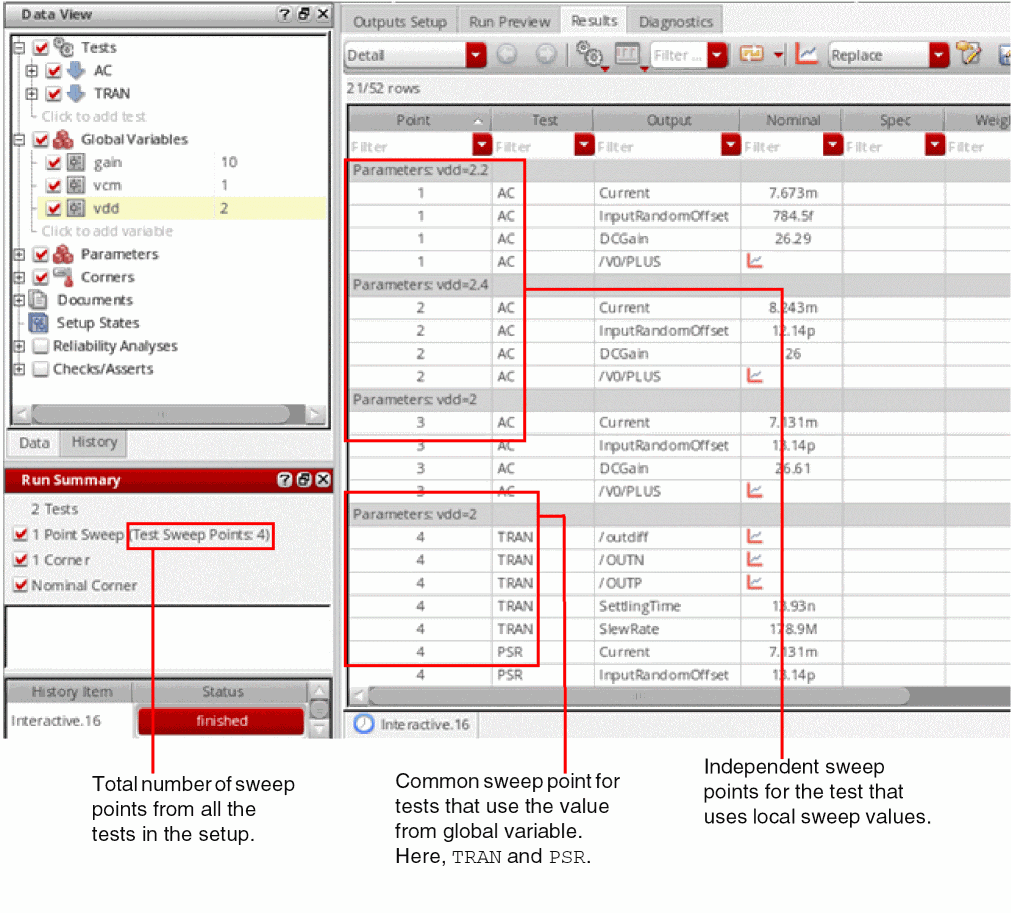 Data View
Tests
AC
TRAN
Click to add test
Global Variables
gain 10
vcm 1
vdd 2
Click to add variable
Parameters
Corners
Documents
Setup States
Reliability Analyses
Checks/Asserts
Data History
Run Summary
2 Tests
1 Point Sweep (Test Sweep Points: 4)
1 Corner
Nominal Corner
History Item Status
Interactive.16 finished
Outputs Setup Run Preview Results Diagnostics
Detail Filter ... Replace
21/52 rows
Point Test Output Nominal Spec Weig
Filter Filter Filter Filter Filter Filter
Parameters: vdd=2.2
1 AC Current 7.673m
1 AC InputRandomOffset 784.5f
1 AC DCGain 26.29
1 AC /V0/PLUS
Parameters: vdd=2.4
2 AC Current 8.243m
2 AC InputRandomOffset 12.14p
2 AC DCGain 26
2 AC /V0/PLUS
Parameters: vdd=2
3 AC Current 7.131m
3 AC InputRandomOffset 13.14p
3 AC DCGain 26.61
3 AC /V0/PLUS
Parameters: vdd=2
4 TRAN /outdiff
4 TRAN /OUTN
4 TRAN /OUTP
4 TRAN SettlingTime 13.93n
4 TRAN SlewRate 178.9M
4 PSR Current 7.131m
4 PSR InputRandomOffset 13.14p
Interactive.16
Total number of sweep
points from all the
tests in the setup.
Common sweep point for
tests that use the value
from global variable.
Here, TRAN and PSR.
Independent sweep
points for the test that
uses local sweep values.